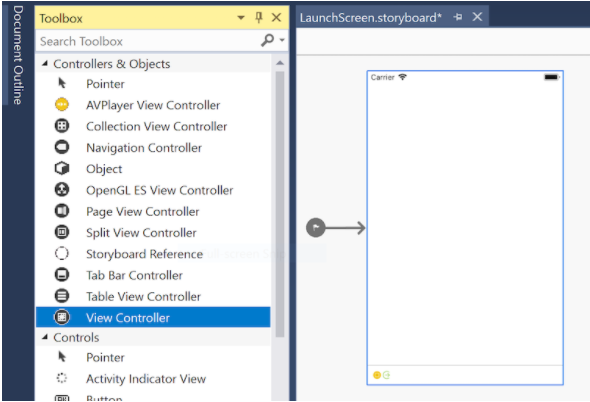 Document Outline
Toolbox
Search Toolbox
Controllers & Objects
Pointer
AVPlayer View Controller
Collection View Controller
Navigation Controller
Object
OpenGL ES View Controller
Page View Controller
Split View Controller
Storyboard Reference
Tab Bar Controller
Table View Controller
View Controller
Controls
Pointer
Activity Indicator View
Button
LaunchScreen.storyboard*
Carrier